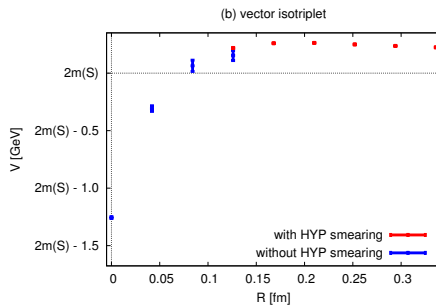 (b) vector isotriplet
V [GeV]
2m(S)
2m(S) - 0.5
2m(S) - 1.0
2m(S) - 1.5
with HYP smearing
without HYP smearing
0 0.05 0.1 0.15 0.2 0.25 0.3
R [fm]